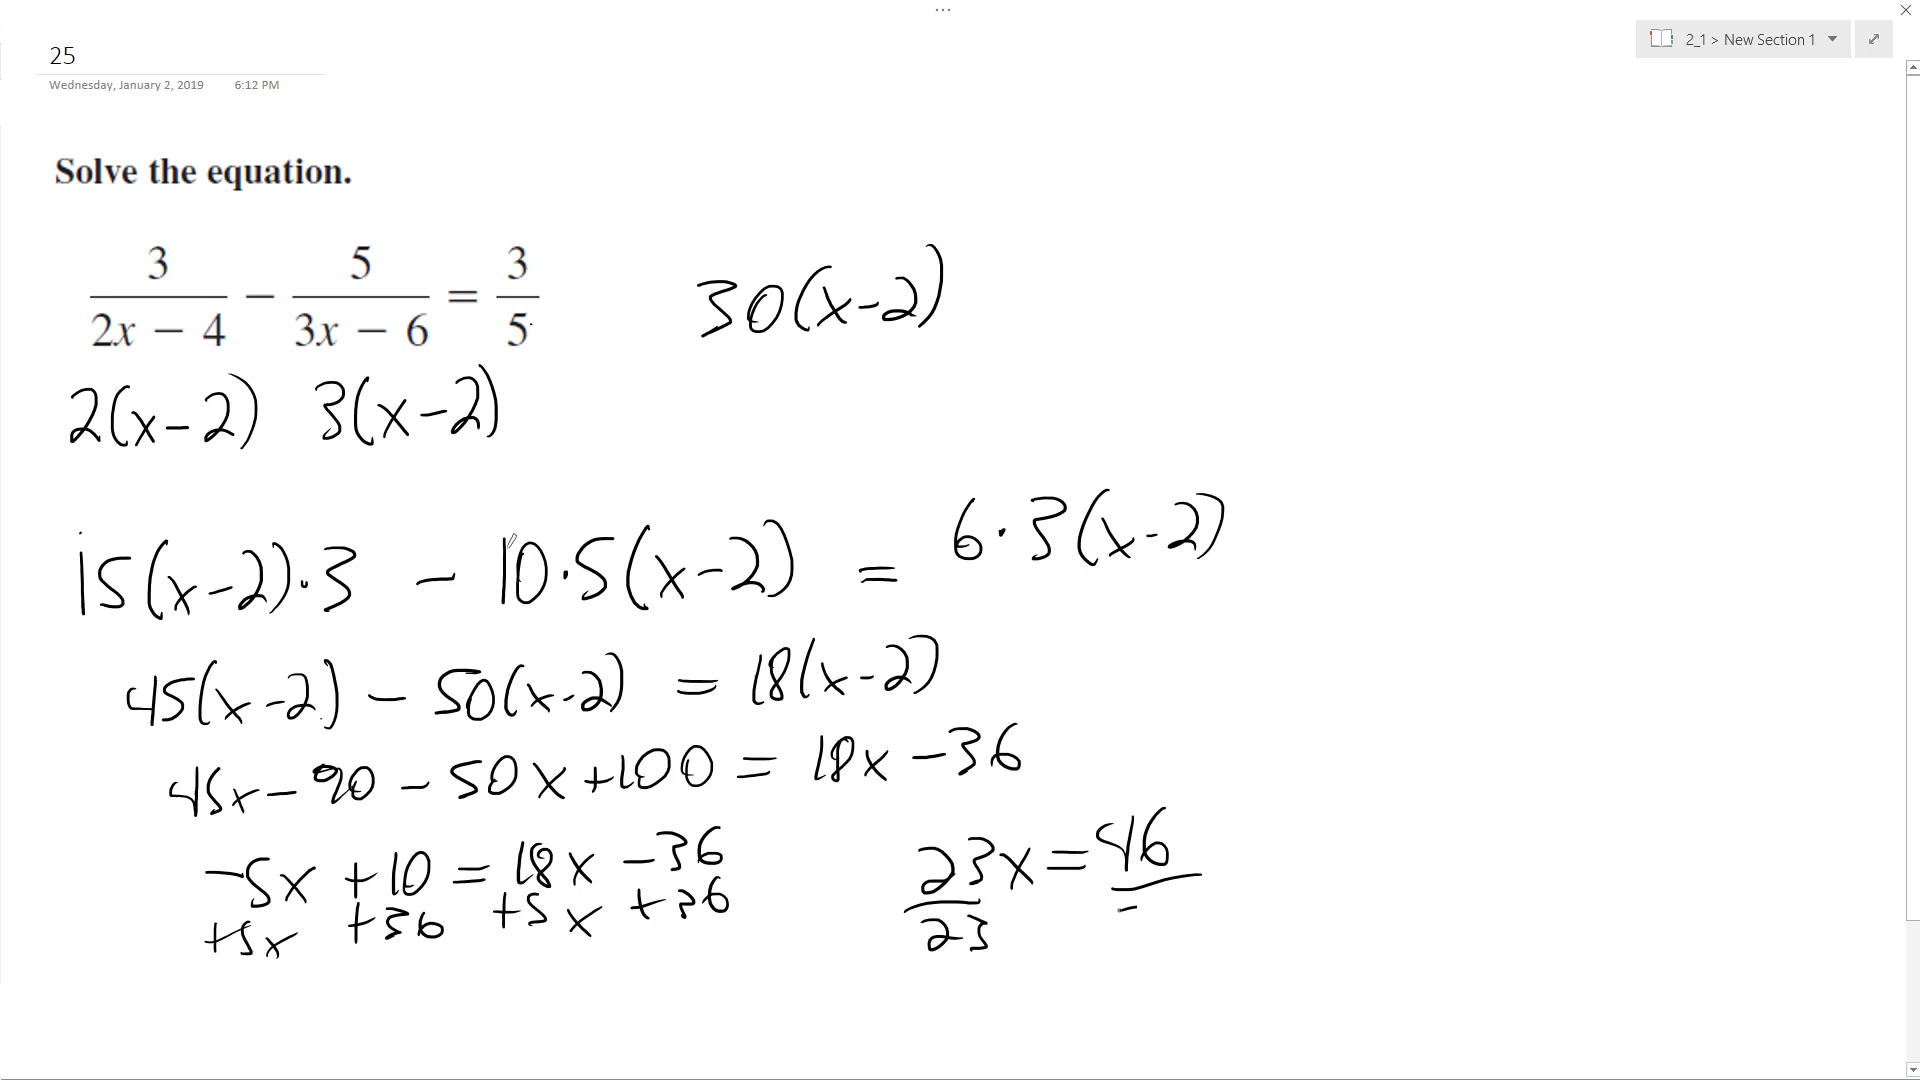 25
Wednesday, January 2, 2019 6:12 PM
2_1 > New Section 1
Solve the equation.
3/(2x − 4) − 5/(3x − 6) = 3/5
30(x-2)
2(x-2) 3(x-2)
15(x-2)·3 - 10·5(x-2) = 6·3(x-2)
45(x-2) - 50(x-2) = 18(x-2)
45x - 90 - 50x + 100 = 18x - 36
-5x + 10 = 18x - 36
+5x +36 +5x +36
23x = 46
23